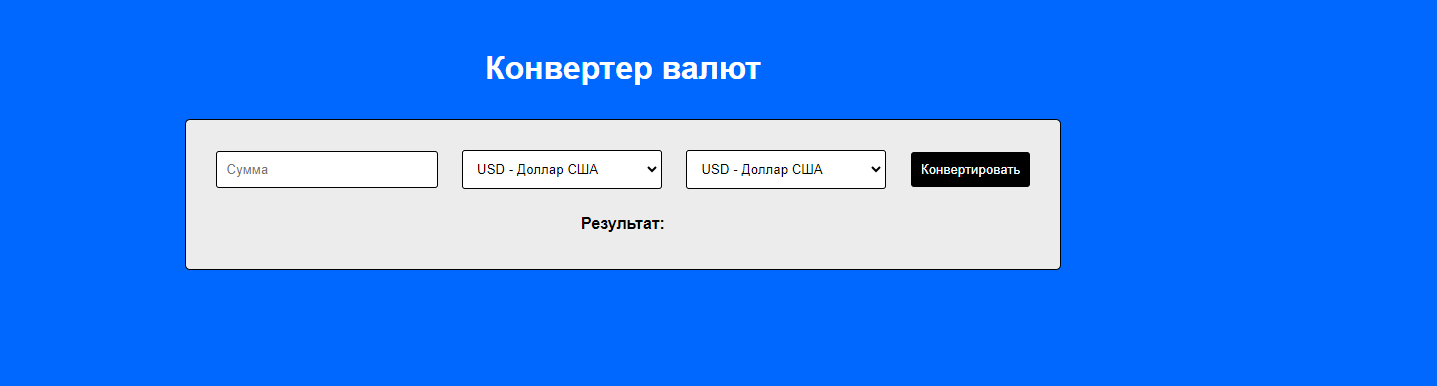 Конвертер валют
Сумма USD - Доллар США USD - Доллар США Конвертировать
Результат: